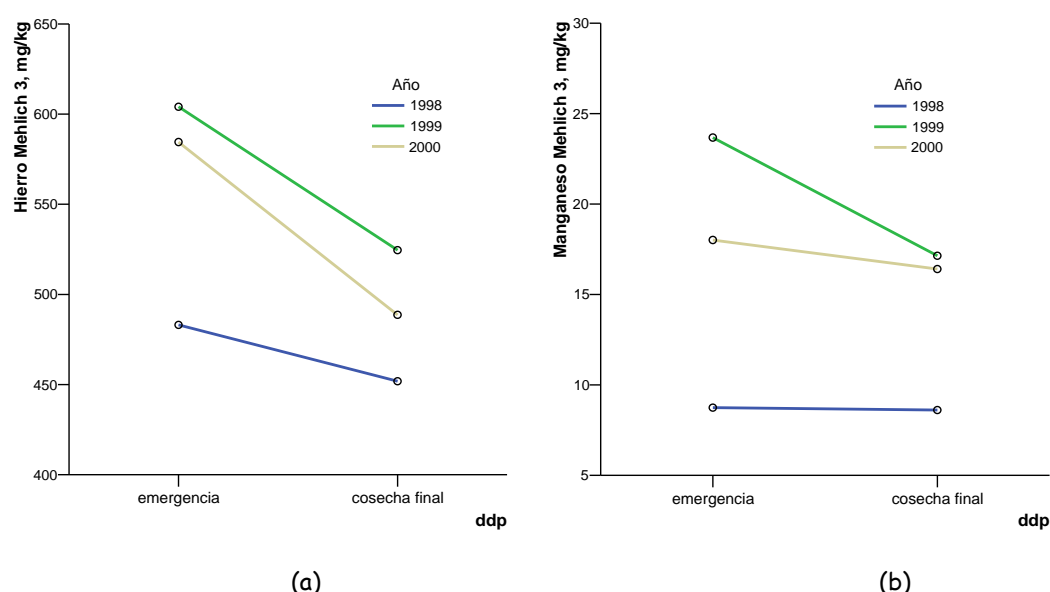 Hierro Mehlich 3, mg/kg
650
600
550
500
450
400
Año
1998
1999
2000
emergencia
cosecha final
ddp
(a)
Manganeso Mehlich 3, mg/kg
30
25
20
15
10
5
Año
1998
1999
2000
emergencia
cosecha final
ddp
(b)